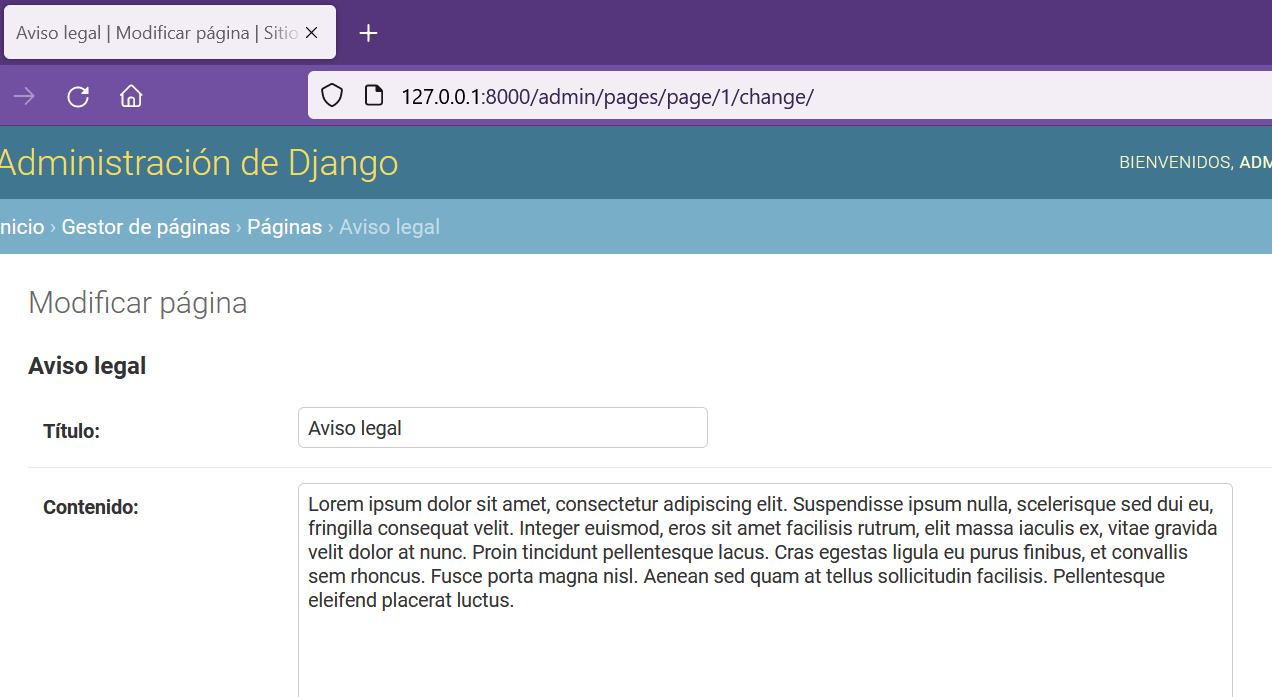 Aviso legal | Modificar página | Sitio
127.0.0.1:8000/admin/pages/page/1/change/
Administración de Django
BIENVENIDOS, ADM
nicio › Gestor de páginas › Páginas › Aviso legal
Modificar página
Aviso legal
Título:
Aviso legal
Contenido:
Lorem ipsum dolor sit amet, consectetur adipiscing elit. Suspendisse ipsum nulla, scelerisque sed dui eu,
fringilla consequat velit. Integer euismod, eros sit amet facilisis rutrum, elit massa iaculis ex, vitae gravida
velit dolor at nunc. Proin tincidunt pellentesque lacus. Cras egestas ligula eu purus finibus, et convallis
sem rhoncus. Fusce porta magna nisl. Aenean sed quam at tellus sollicitudin facilisis. Pellentesque
eleifend placerat luctus.